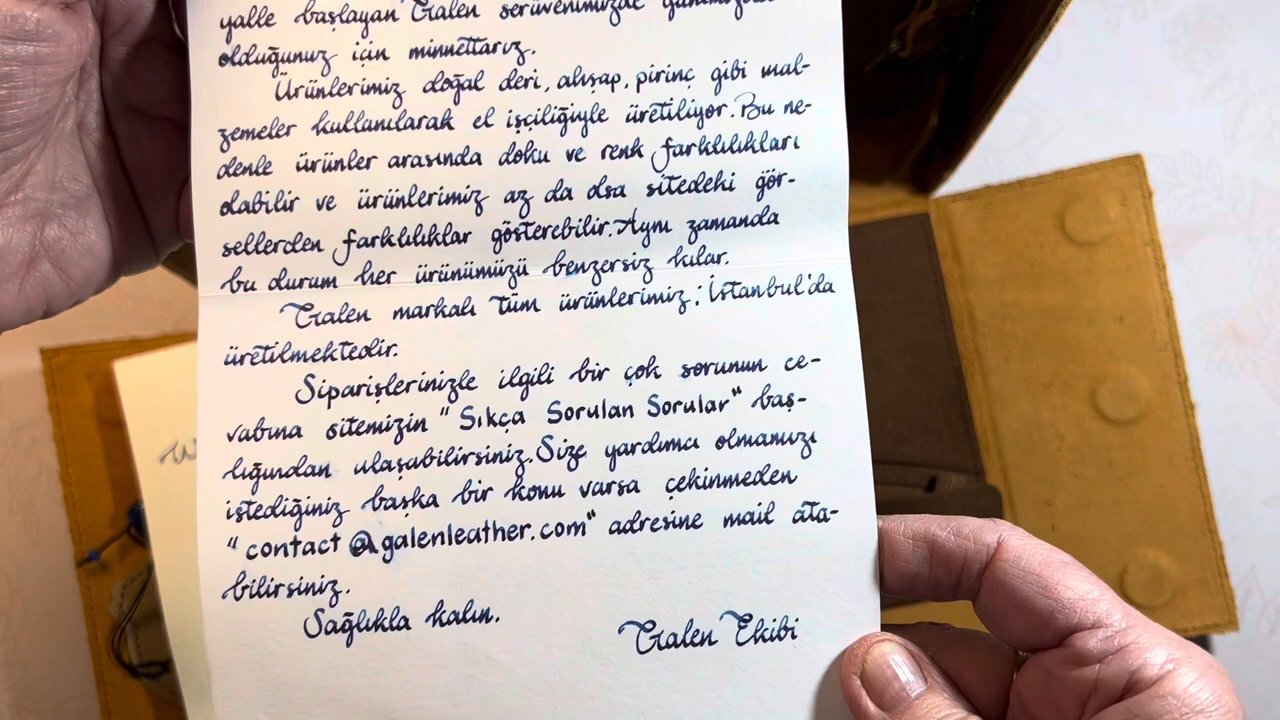 yalle başlayan Galen serüvenimizde
olduğunuz için minnettarız.
Ürünlerimiz doğal deri, ahşap, pirinç gibi mal-
zemeler kullanılarak el işçiliğiyle üretiliyor. Bu ne-
denle ürünler arasında doku ve renk farklılıkları
olabilir ve ürünlerimiz az da olsa sitedeki gör-
sellerden farklılıklar gösterebilir. Aynı zamanda
bu durum her ürünümüzü benzersiz kılar.
Galen markalı tüm ürünlerimiz; İstanbul'da
üretilmektedir.
Siparişlerinizle ilgili bir çok sorunun ce-
vabına sitemizin "Sıkça Sorulan Sorular" baş-
lığından ulaşabilirsiniz. Size yardımcı olmamızı
istediğiniz başka bir konu varsa çekinmeden
"contact@galenleather.com" adresine mail ata-
bilirsiniz.
Sağlıkla kalın.
Galen Ekibi